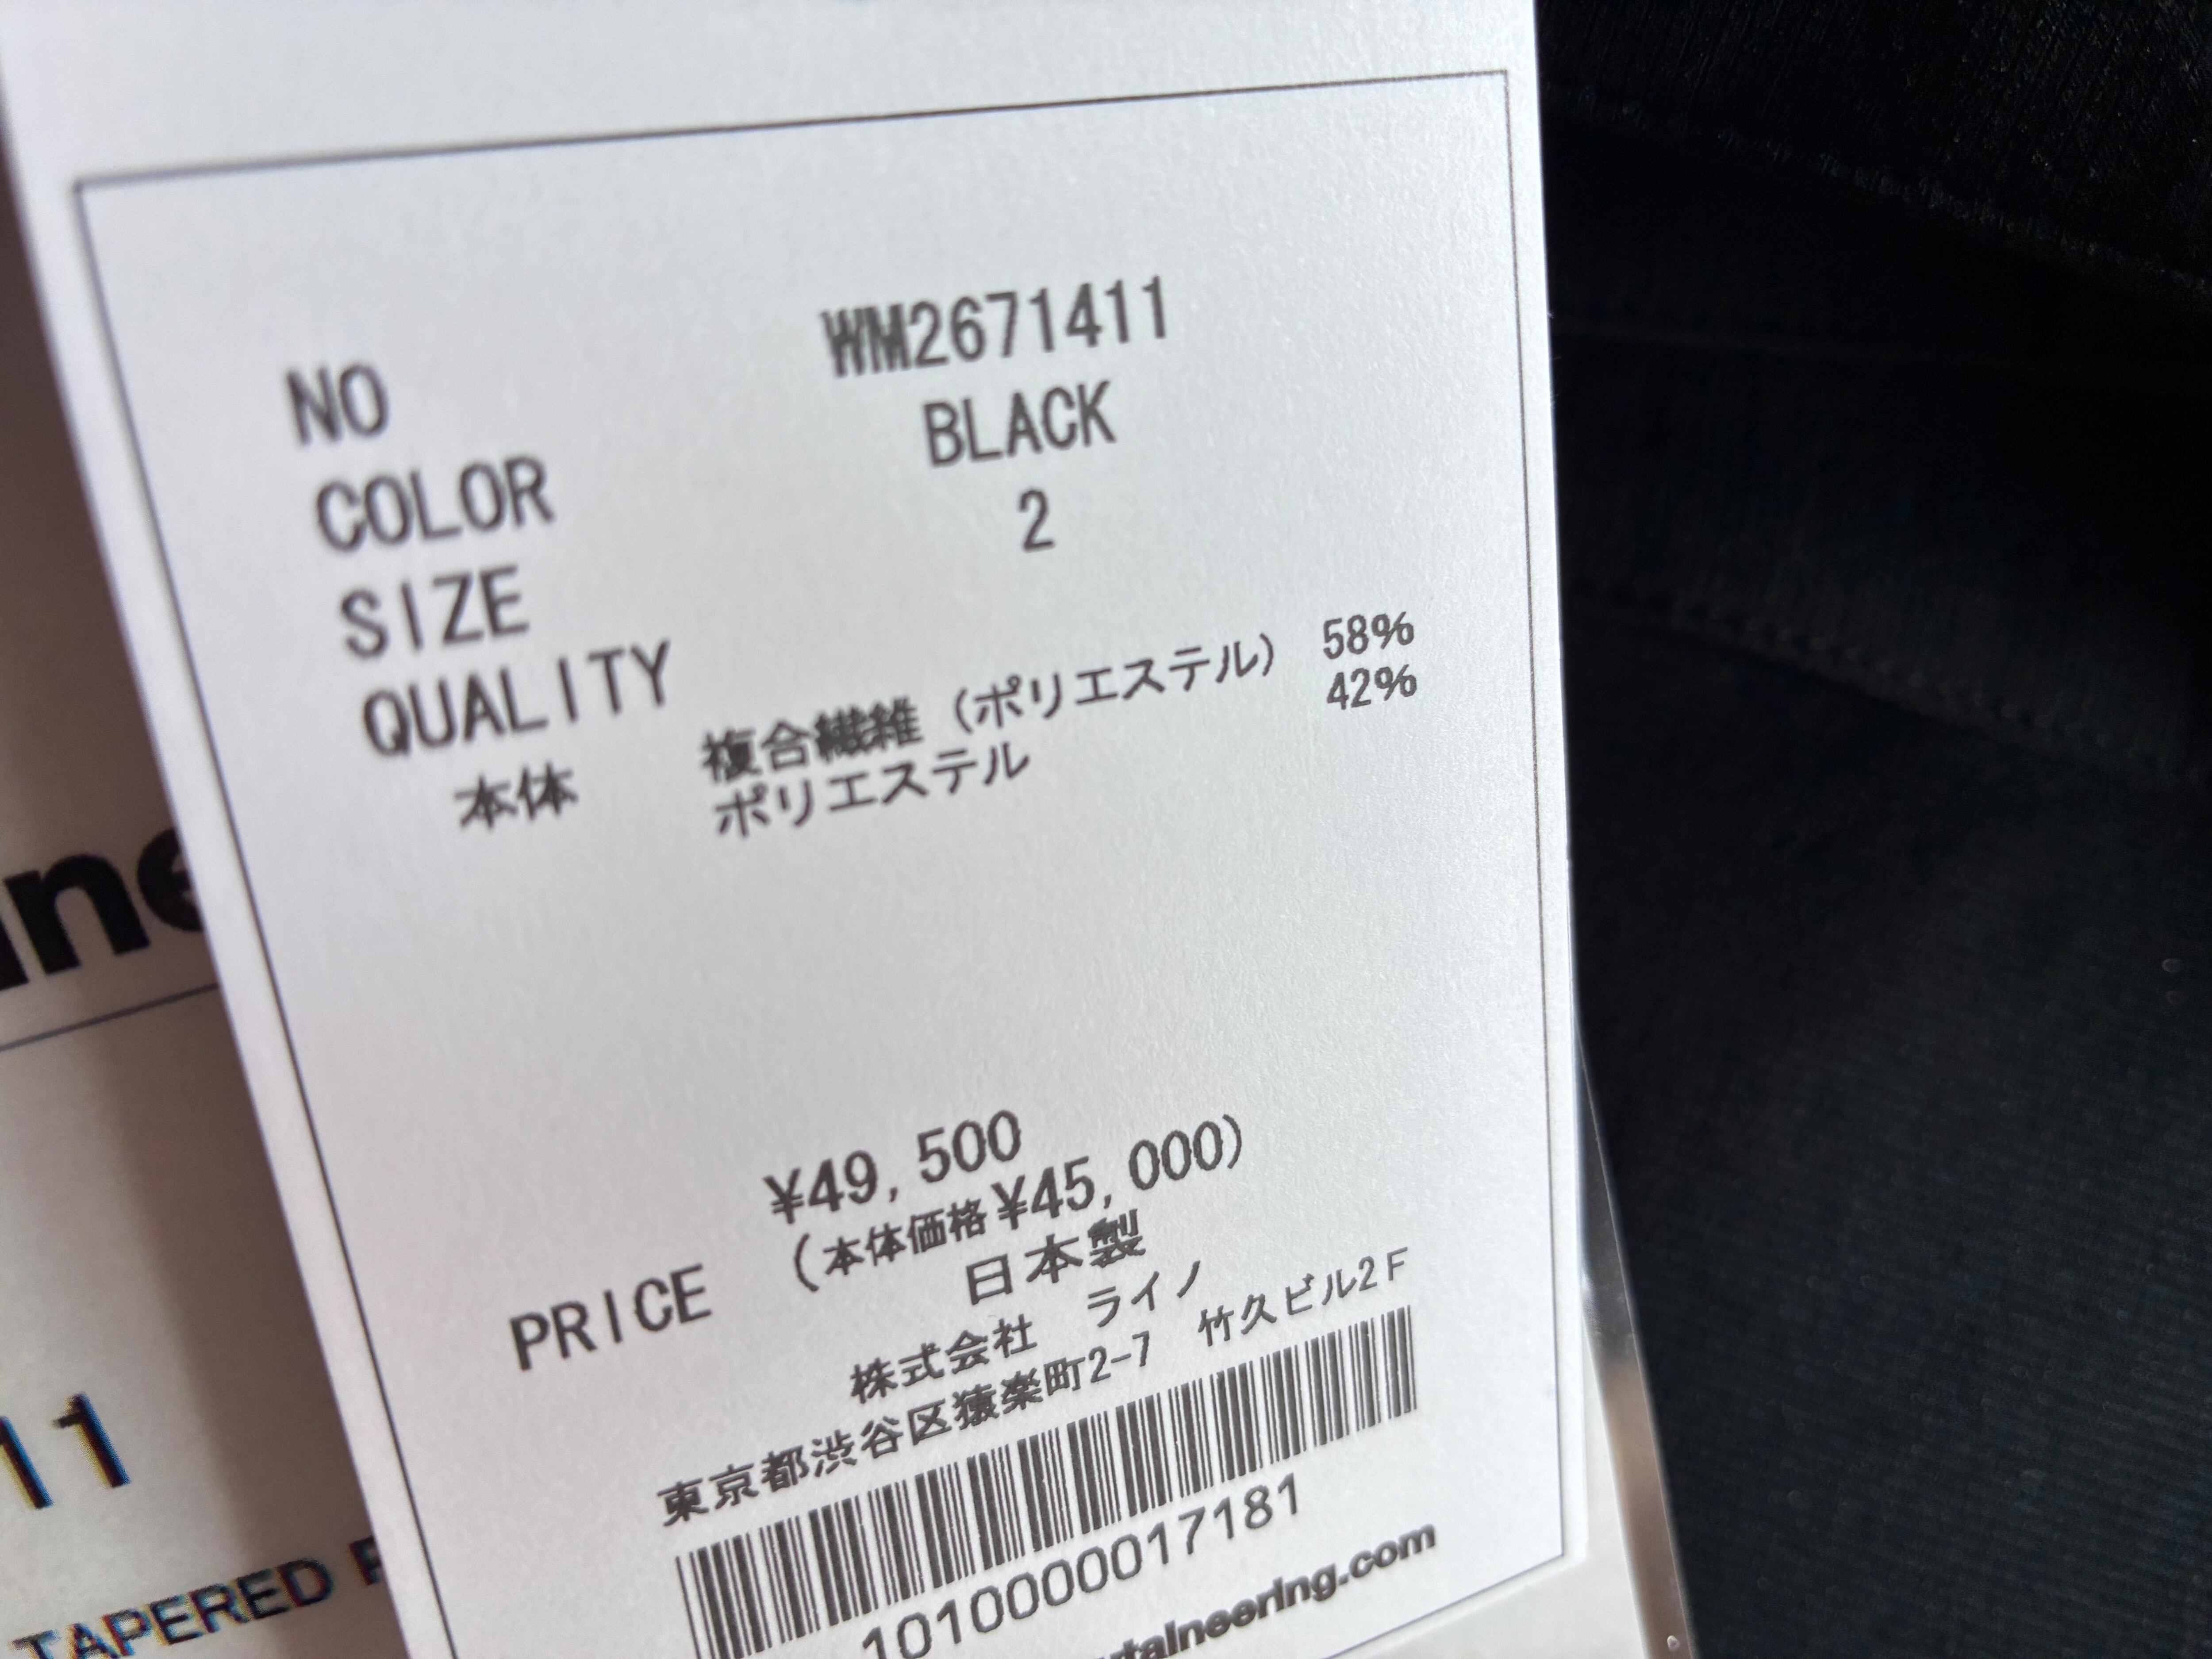 NO WM2671411
COLOR BLACK
SIZE 2
QUALITY
本体 複合繊維 (ポリエステル) 58%
ポリエステル 42%
PRICE ¥49,500
(本体価格¥45,000)
日本製
株式会社 ライノ
東京都渋谷区猿楽町2-7 竹久ビル2F
1010000017181
TAPERED